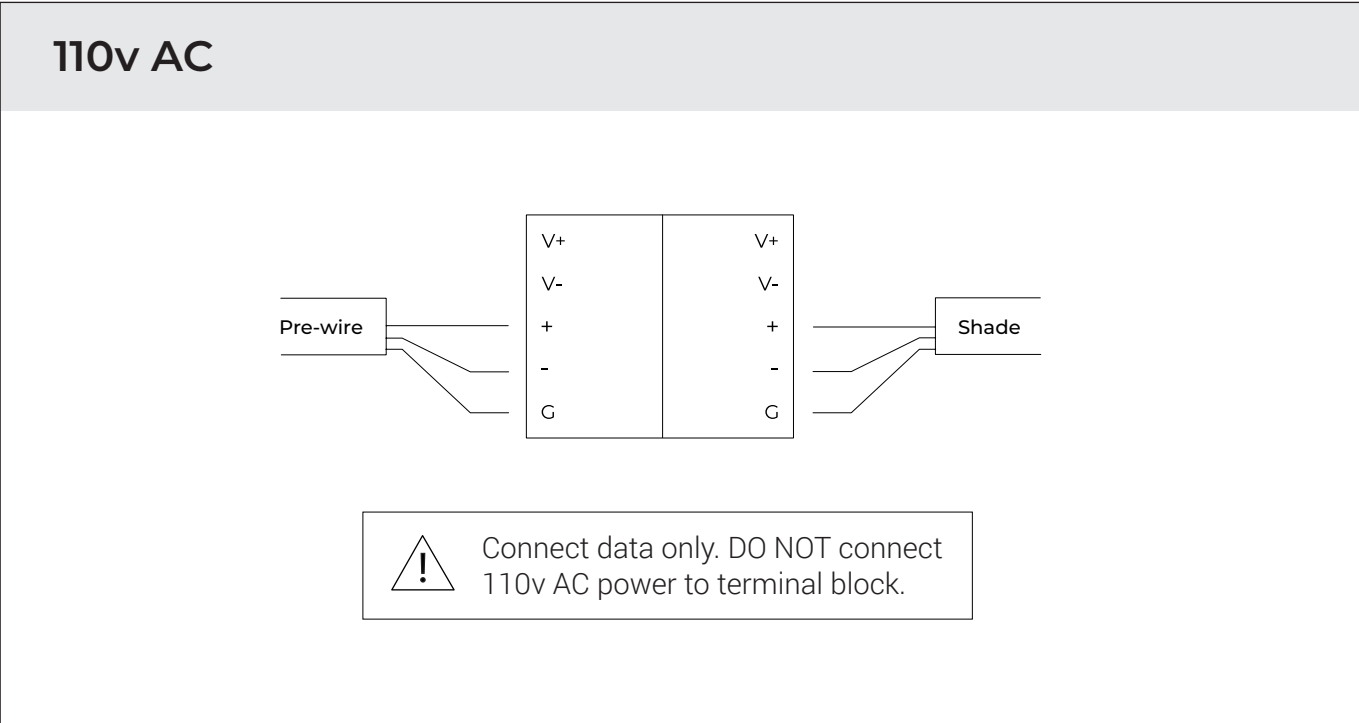 110v AC
V+ V+
V- V-
Pre-wire + + Shade
- -
G G
! Connect data only. DO NOT connect
110v AC power to terminal block.